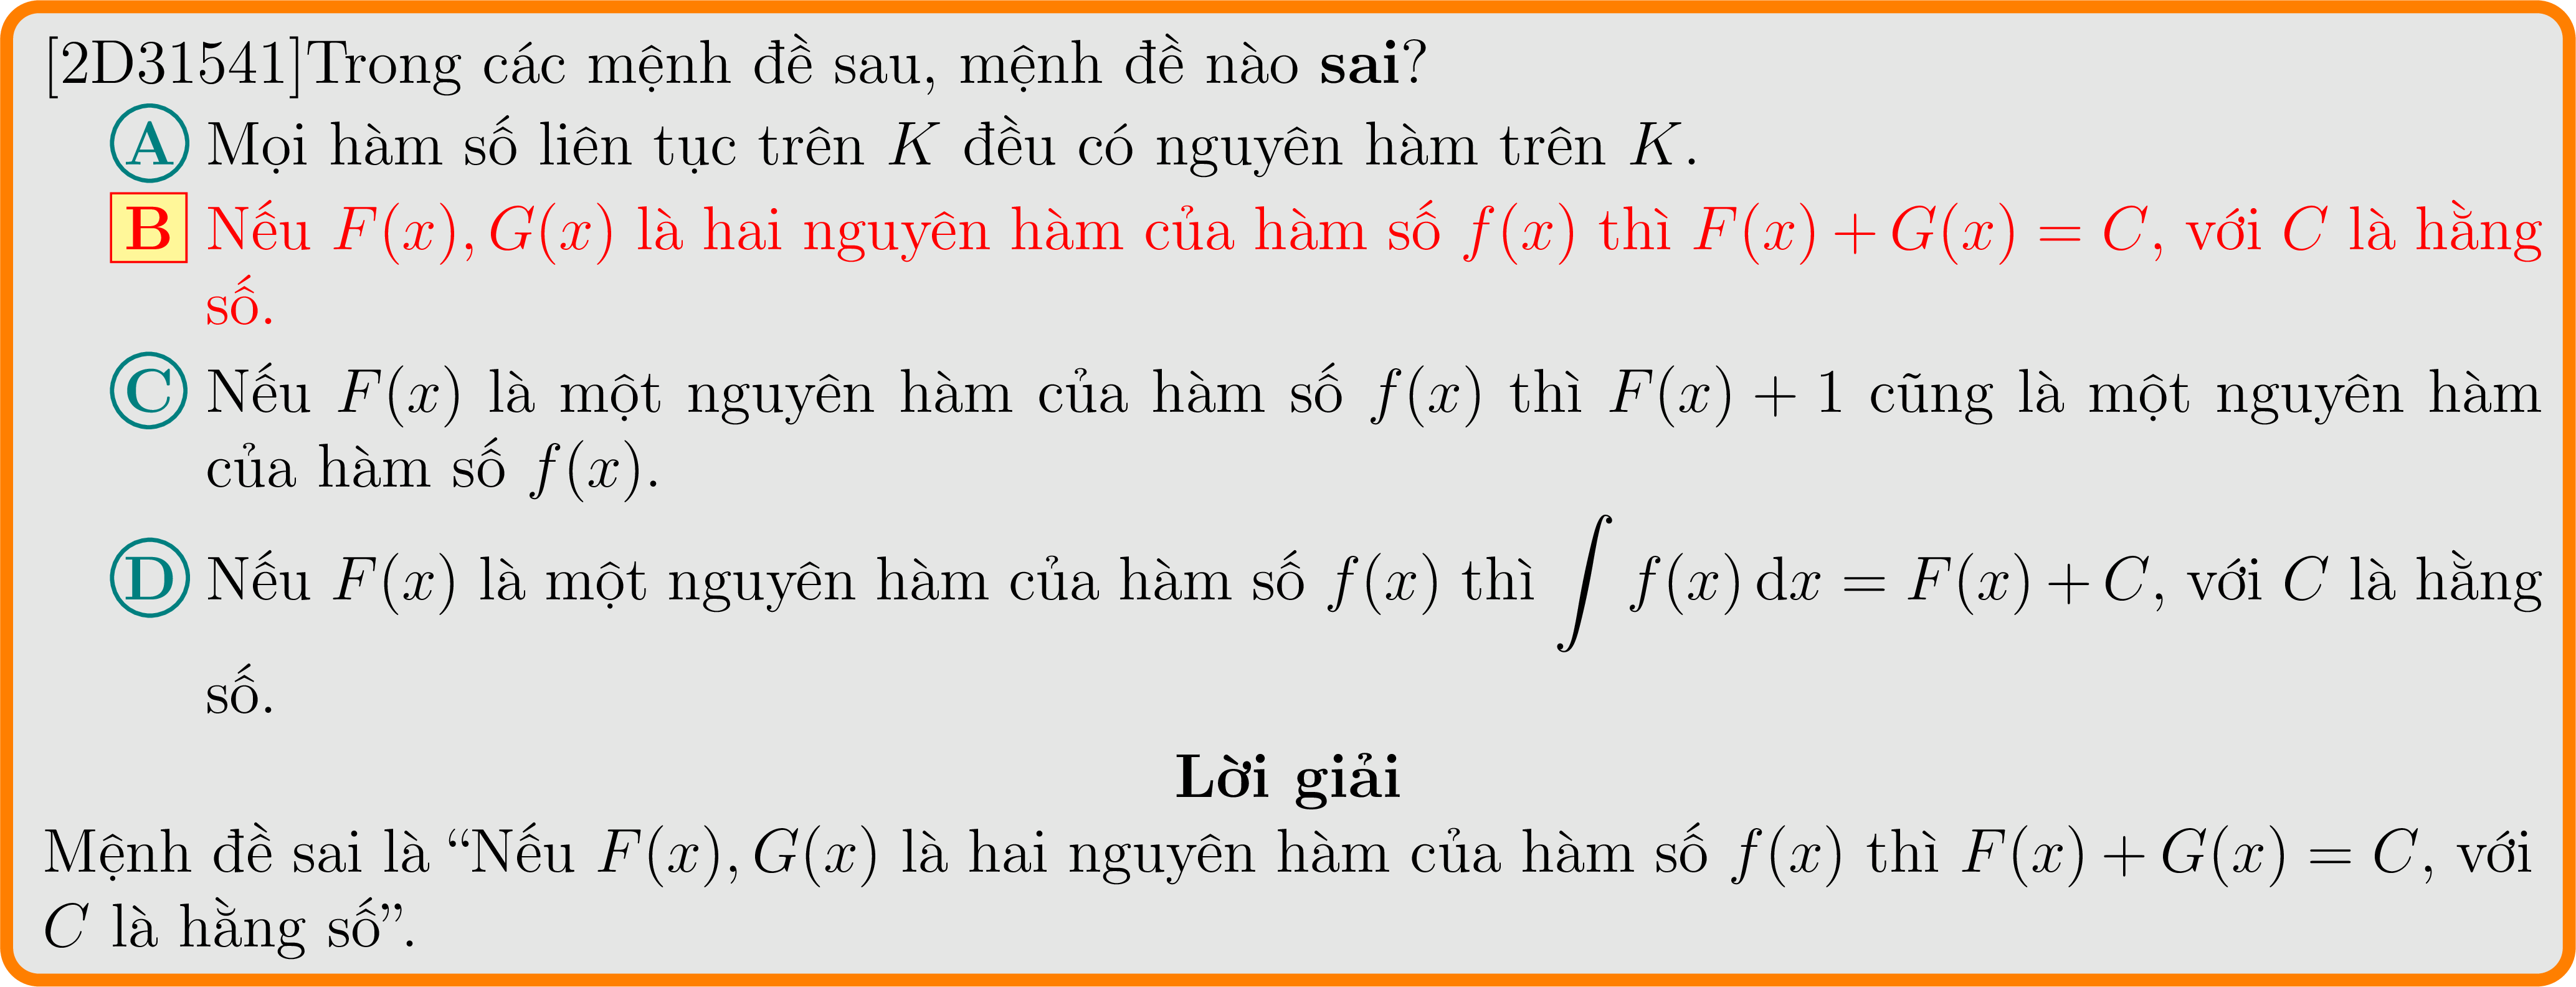 [2D31541]Trong các mệnh đề sau, mệnh đề nào sai?
A Mọi hàm số liên tục trên K đều có nguyên hàm trên K.
B Nếu F(x), G(x) là hai nguyên hàm của hàm số f(x) thì F(x) + G(x) = C, với C là hằng
số.
C Nếu F(x) là một nguyên hàm của hàm số f(x) thì F(x) + 1 cũng là một nguyên hàm
của hàm số f(x).
D Nếu F(x) là một nguyên hàm của hàm số f(x) thì ∫ f(x) dx = F(x) + C, với C là hằng
số.
Lời giải
Mệnh đề sai là “Nếu F(x), G(x) là hai nguyên hàm của hàm số f(x) thì F(x) + G(x) = C, với
C là hằng số”.